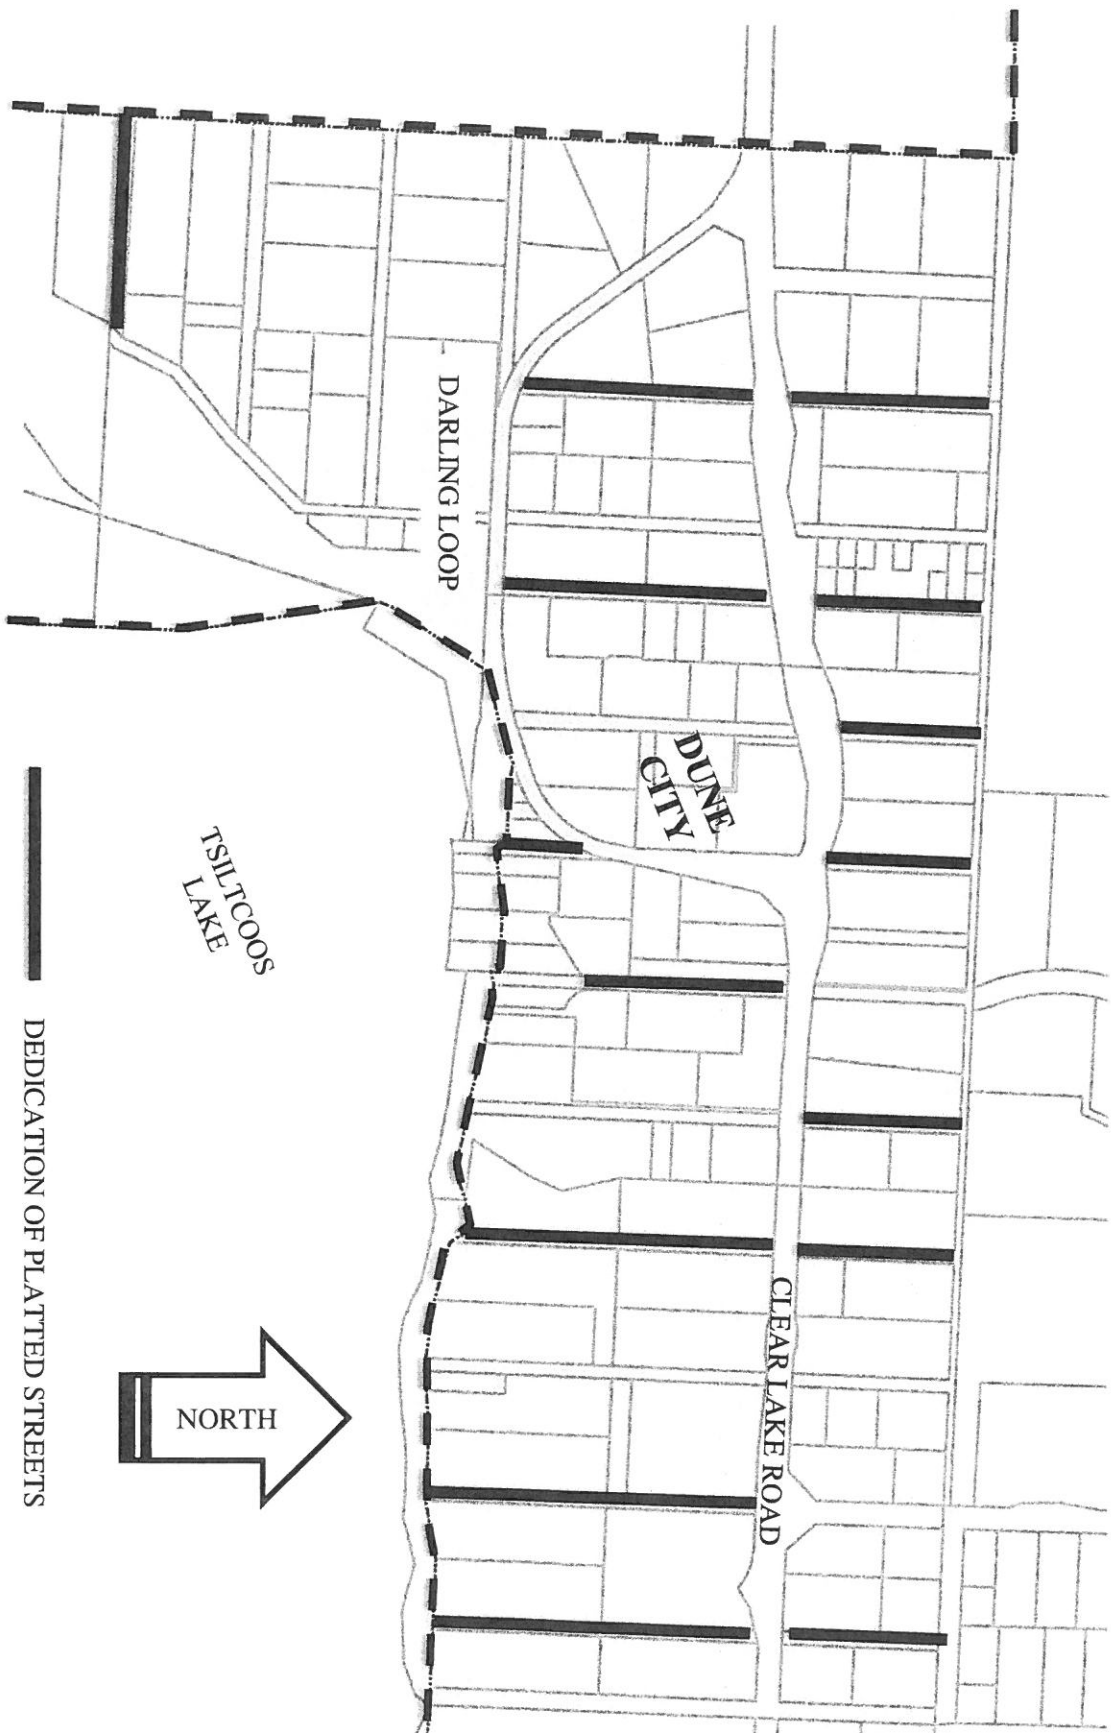 DARLING LOOP
DUNE
CITY
TSILTCOOS
LAKE
CLEAR LAKE ROAD
NORTH
DEDICATION OF PLATTED STREETS